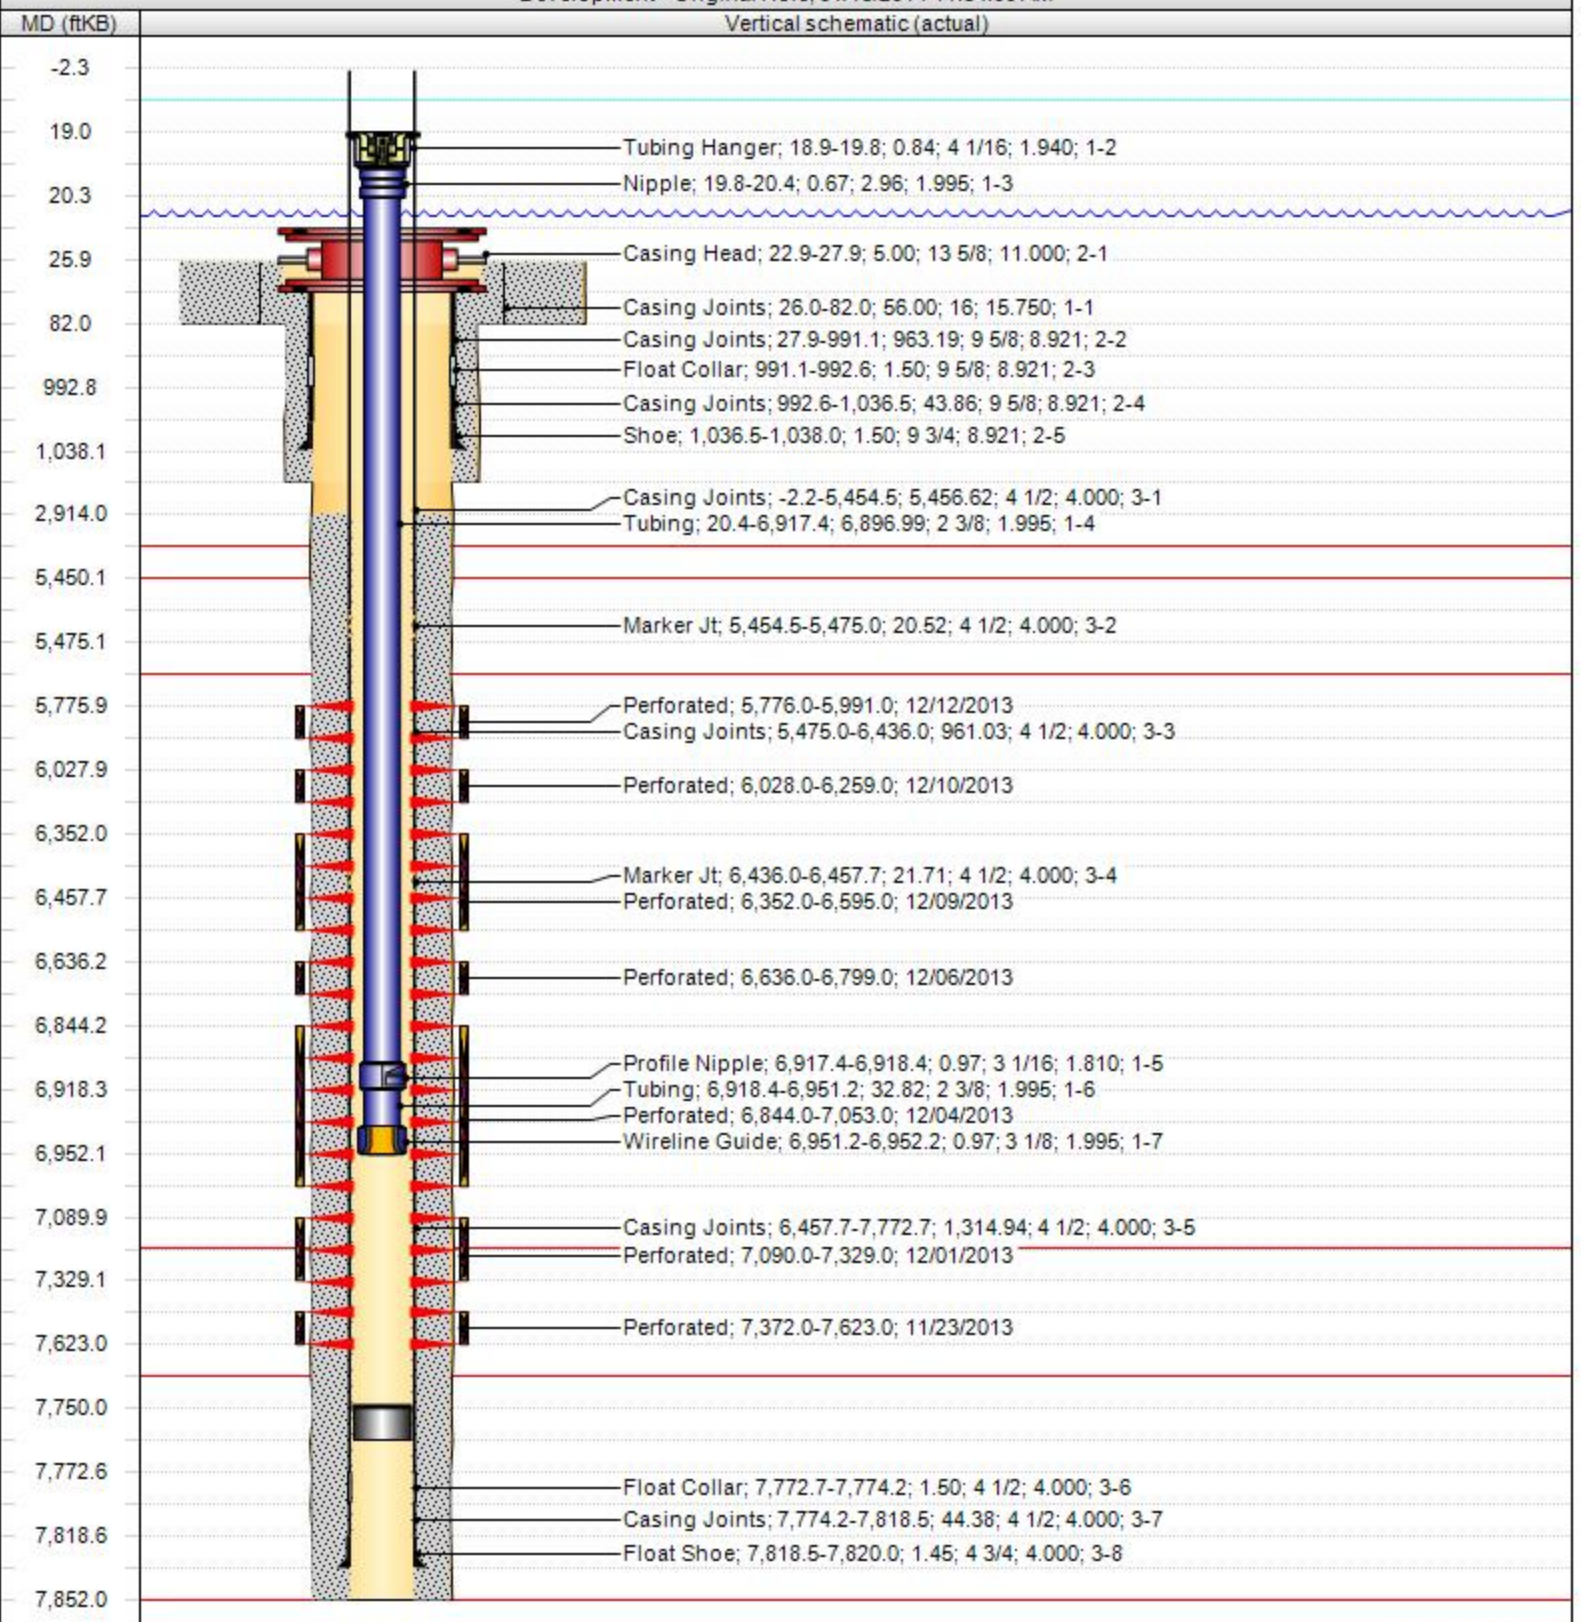 MD (ftKB)
Vertical schematic (actual)
-2.3
19.0
Tubing Hanger; 18.9-19.8; 0.84; 4 1/16; 1.940; 1-2
Nipple; 19.8-20.4; 0.67; 2.96; 1.995; 1-3
20.3
Casing Head; 22.9-27.9; 5.00; 13 5/8; 11.000; 2-1
25.9
Casing Joints; 26.0-82.0; 56.00; 16; 15.750; 1-1
82.0
Casing Joints; 27.9-991.1; 963.19; 9 5/8; 8.921; 2-2
Float Collar; 991.1-992.6; 1.50; 9 5/8; 8.921; 2-3
992.8
Casing Joints; 992.6-1,036.5; 43.86; 9 5/8; 8.921; 2-4
Shoe; 1,036.5-1,038.0; 1.50; 9 3/4; 8.921; 2-5
1,038.1
Casing Joints; -2.2-5,454.5; 5,456.62; 4 1/2; 4.000; 3-1
2,914.0
Tubing; 20.4-6,917.4; 6,896.99; 2 3/8; 1.995; 1-4
5,450.1
Marker Jt; 5,454.5-5,475.0; 20.52; 4 1/2; 4.000; 3-2
5,475.1
5,775.9
Perforated; 5,776.0-5,991.0; 12/12/2013
Casing Joints; 5,475.0-6,436.0; 961.03; 4 1/2; 4.000; 3-3
6,027.9
Perforated; 6,028.0-6,259.0; 12/10/2013
6,352.0
Marker Jt; 6,436.0-6,457.7; 21.71; 4 1/2; 4.000; 3-4
6,457.7
Perforated; 6,352.0-6,595.0; 12/09/2013
6,636.2
Perforated; 6,636.0-6,799.0; 12/06/2013
6,844.2
Profile Nipple; 6,917.4-6,918.4; 0.97; 3 1/16; 1.810; 1-5
6,918.3
Tubing; 6,918.4-6,951.2; 32.82; 2 3/8; 1.995; 1-6
Perforated; 6,844.0-7,053.0; 12/04/2013
Wireline Guide; 6,951.2-6,952.2; 0.97; 3 1/8; 1.995; 1-7
6,952.1
7,089.9
Casing Joints; 6,457.7-7,772.7; 1,314.94; 4 1/2; 4.000; 3-5
Perforated; 7,090.0-7,329.0; 12/01/2013
7,329.1
Perforated; 7,372.0-7,623.0; 11/23/2013
7,623.0
7,750.0
7,772.6
Float Collar; 7,772.7-7,774.2; 1.50; 4 1/2; 4.000; 3-6
Casing Joints; 7,774.2-7,818.5; 44.38; 4 1/2; 4.000; 3-7
7,818.6
Float Shoe; 7,818.5-7,820.0; 1.45; 4 3/4; 4.000; 3-8
7,852.0